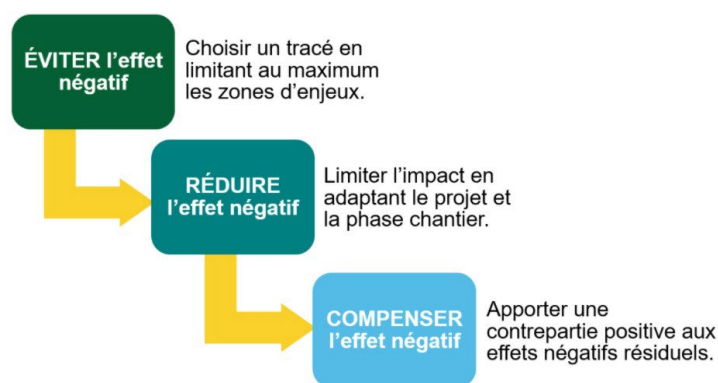 ÉVITER l'effet
négatif
Choisir un tracé en
limitant au maximum
les zones d'enjeux.
RÉDUIRE
l'effet négatif
Limiter l'impact en
adaptant le projet et
la phase chantier.
COMPENSER
l'effet négatif
Apporter une
contrepartie positive aux
effets négatifs résiduels.